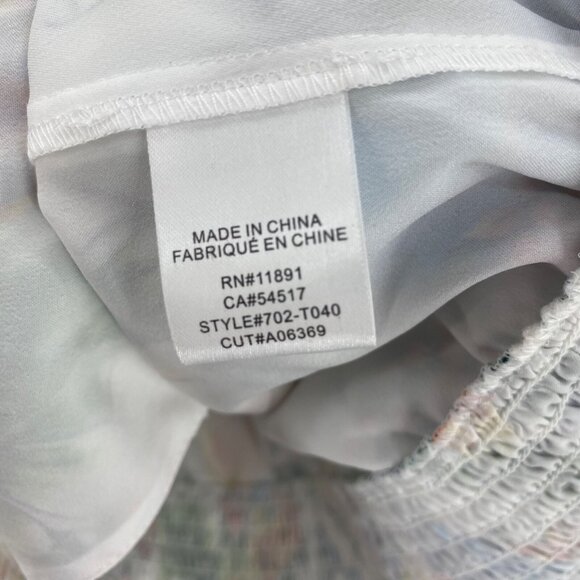 MADE IN CHINA
FABRIQUÉ EN CHINE
RN#11891
CA#54517
STYLE#702-T040
CUT#A06369